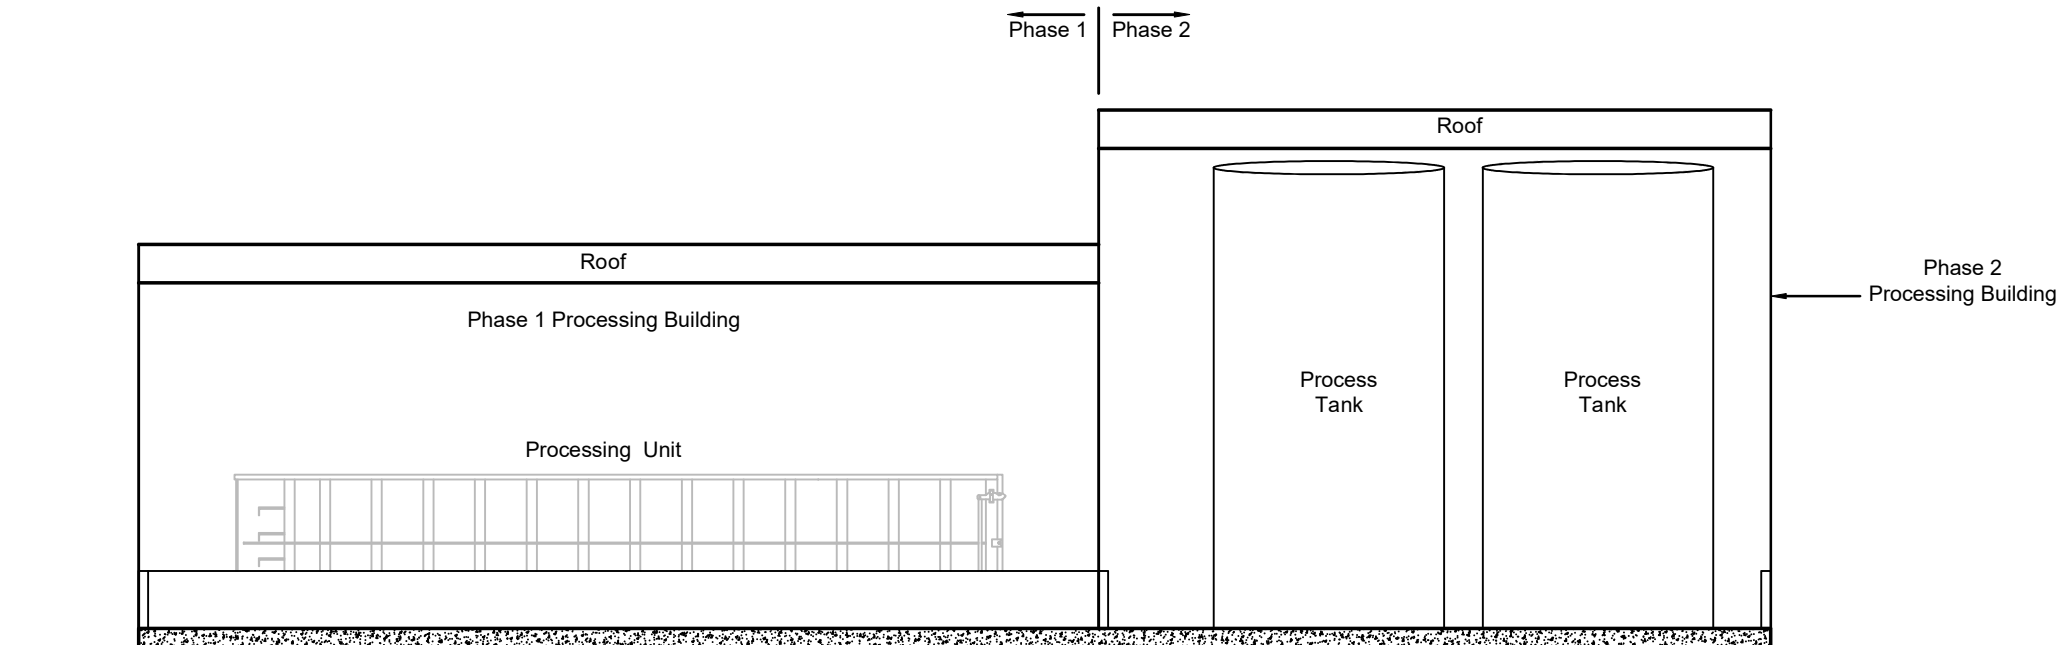 Phase 1
Phase 2
Roof
Roof
Phase 2
Processing Building
Phase 1 Processing Building
Process
Tank
Process
Tank
Processing Unit